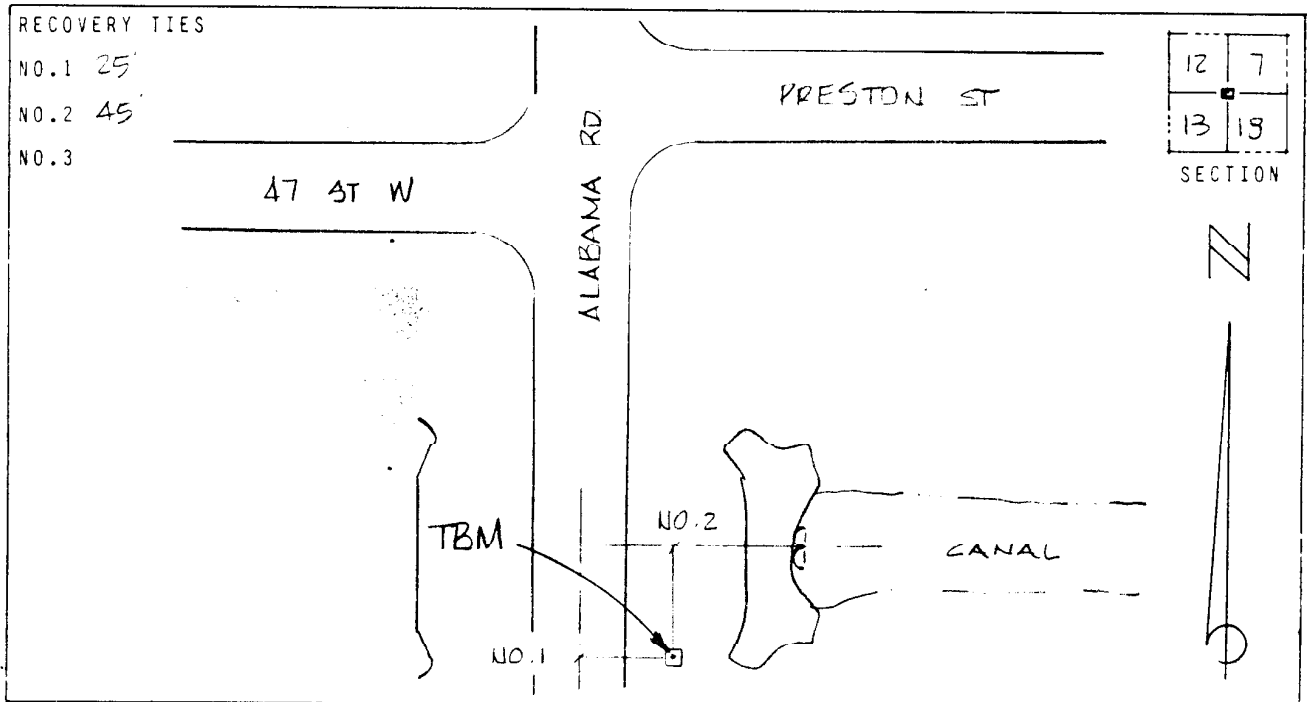 RECOVERY TIES
NO.1 25'
NO.2 45'
NO.3
47 ST W
ALABAMA RD.
PRESTON ST
12 7
13 18
SECTION
N
TBM
NO.2
CANAL
NO.1